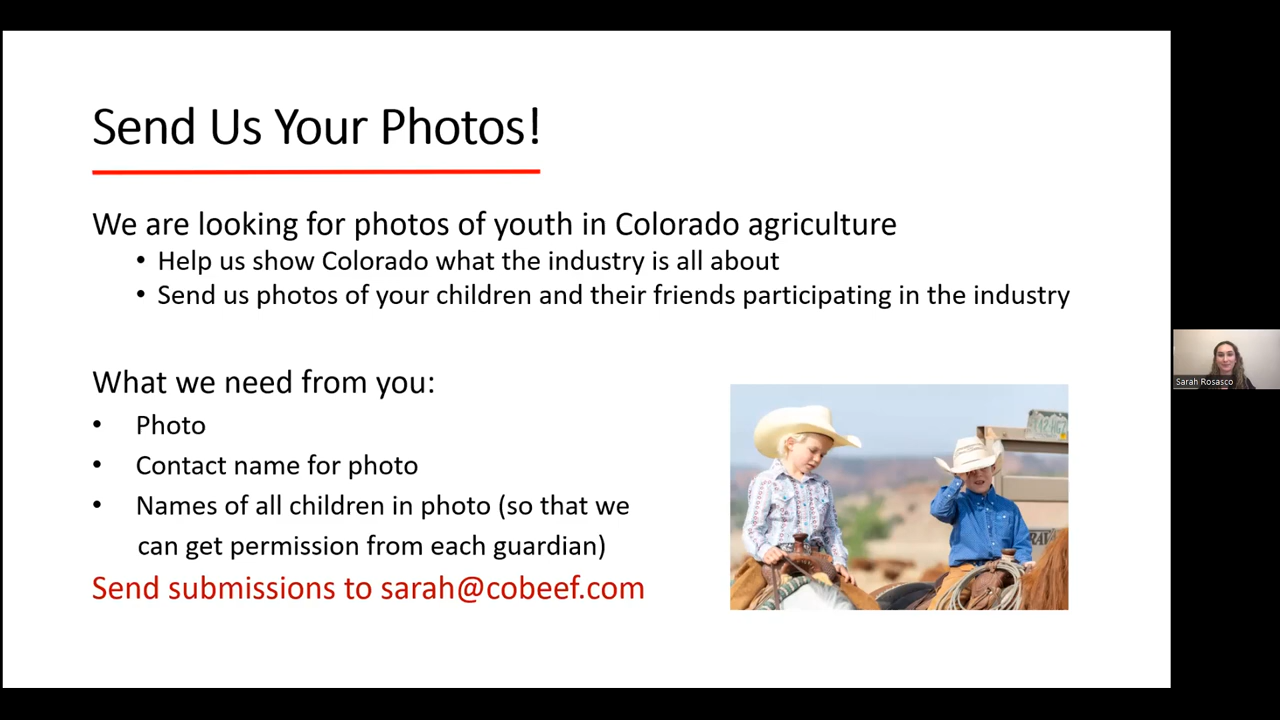 Send Us Your Photos!
We are looking for photos of youth in Colorado agriculture
• Help us show Colorado what the industry is all about
• Send us photos of your children and their friends participating in the industry
What we need from you:
• Photo
• Contact name for photo
• Names of all children in photo (so that we
can get permission from each guardian)
Send submissions to sarah@cobeef.com
Sarah Rosasco